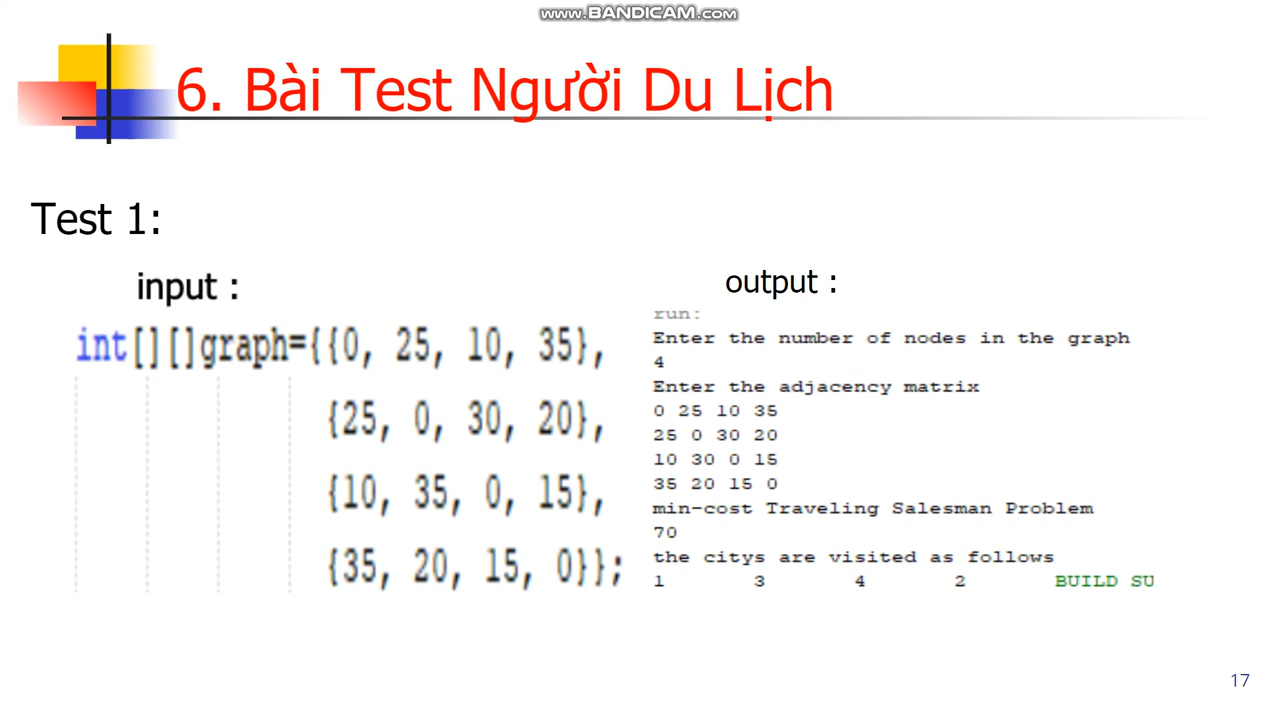 www.BANDICAM.com
6. Bài Test Người Du Lịch
Test 1:
input :
int[][]graph={{0, 25, 10, 35},
{25, 0, 30, 20},
{10, 35, 0, 15},
{35, 20, 15, 0}};
output :
run:
Enter the number of nodes in the graph
4
Enter the adjacency matrix
0 25 10 35
25 0 30 20
10 30 0 15
35 20 15 0
min-cost Traveling Salesman Problem
70
the citys are visited as follows
1 3 4 2 BUILD SU
17